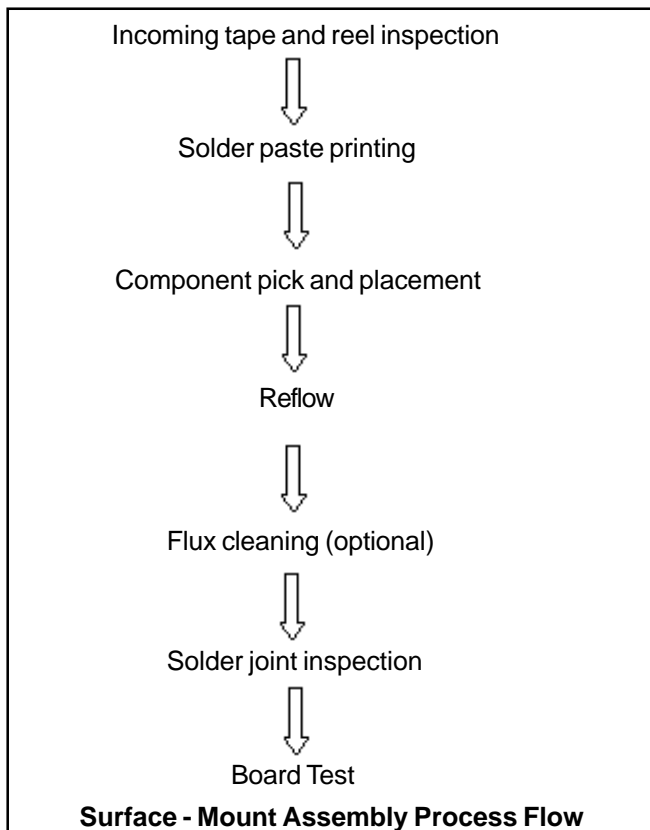 Incoming tape and reel inspection
Solder paste printing
Component pick and placement
Reflow
Flux cleaning (optional)
Solder joint inspection
Board Test
Surface - Mount Assembly Process Flow